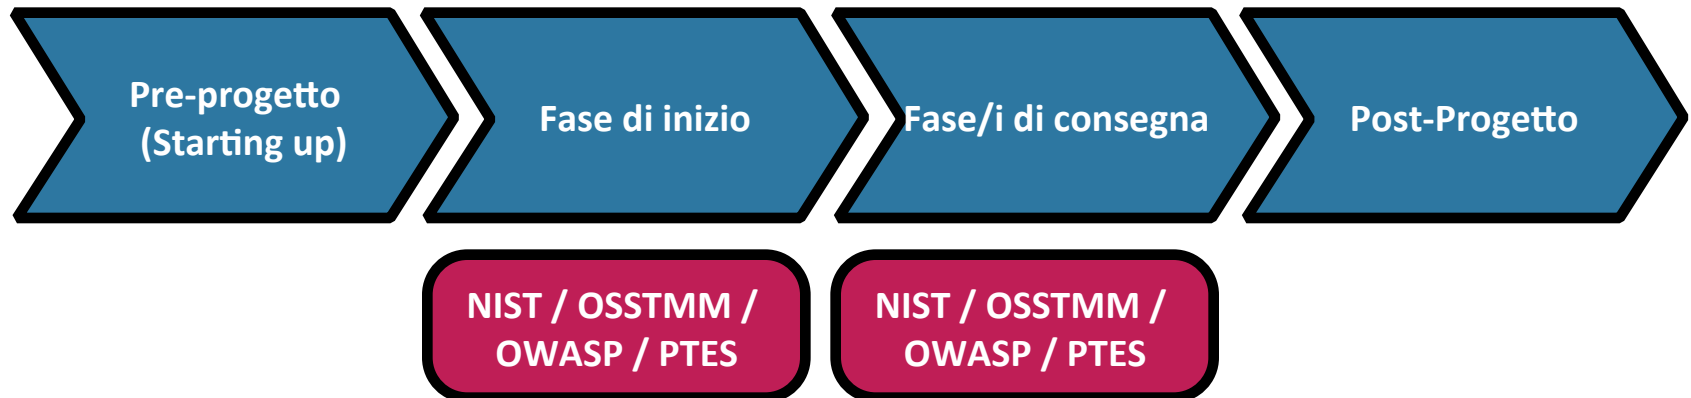 Pre-progetto
(Starting up)
Fase di inizio
Fase/i di consegna
Post-Progetto
NIST / OSSTMM /
OWASP / PTES
NIST / OSSTMM /
OWASP / PTES